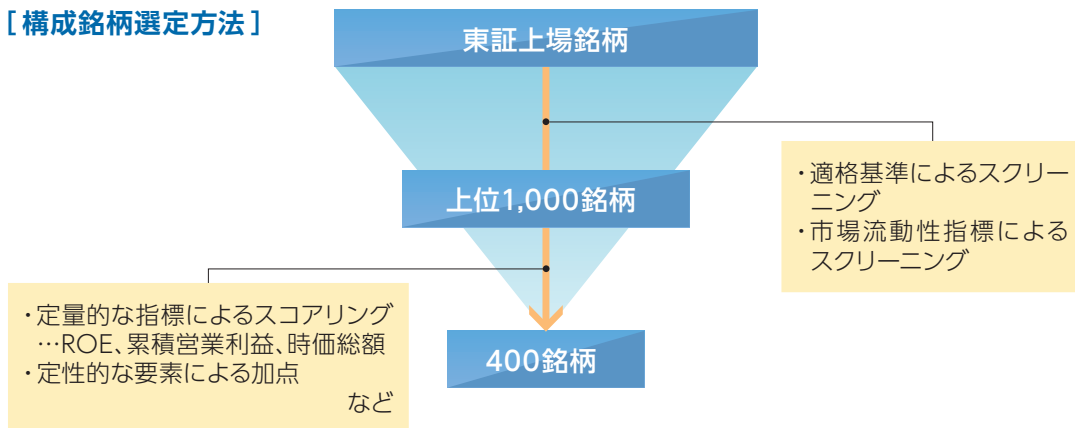 [構成銘柄選定方法]
東証上場銘柄
・適格基準によるスクリー
ニング
・市場流動性指標による
スクリーニング
上位1,000銘柄
・定量的な指標によるスコアリング
…ROE、累積営業利益、時価総額
・定性的な要素による加点
など
400銘柄